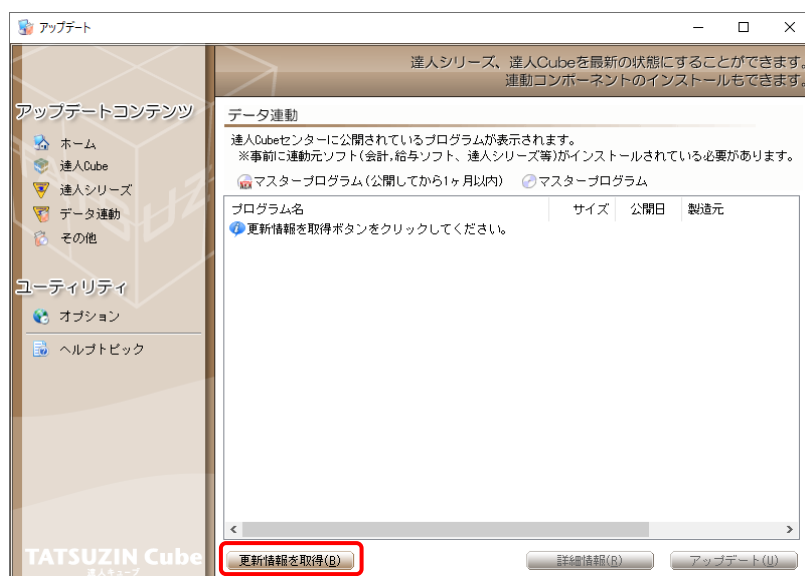 アップデート
達人シリーズ、達人Cubeを最新の状態にすることができます。
連動コンポーネントのインストールもできます。
アップデートコンテンツ
ホーム
達人Cube
達人シリーズ
データ連動
その他
ユーティリティ
オプション
ヘルプトピック
TATSUZIN Cube
達人キューブ
データ連動
達人Cubeセンターに公開されているプログラムが表示されます。
※事前に連動元ソフト(会計,給与ソフト、達人シリーズ等)がインストールされている必要があります。
マスタープログラム(公開してから1ヶ月以内) マスタープログラム
プログラム名 サイズ 公開日 製造元
更新情報を取得ボタンをクリックしてください。
更新情報を取得(B) 詳細情報(R) アップデート(U)